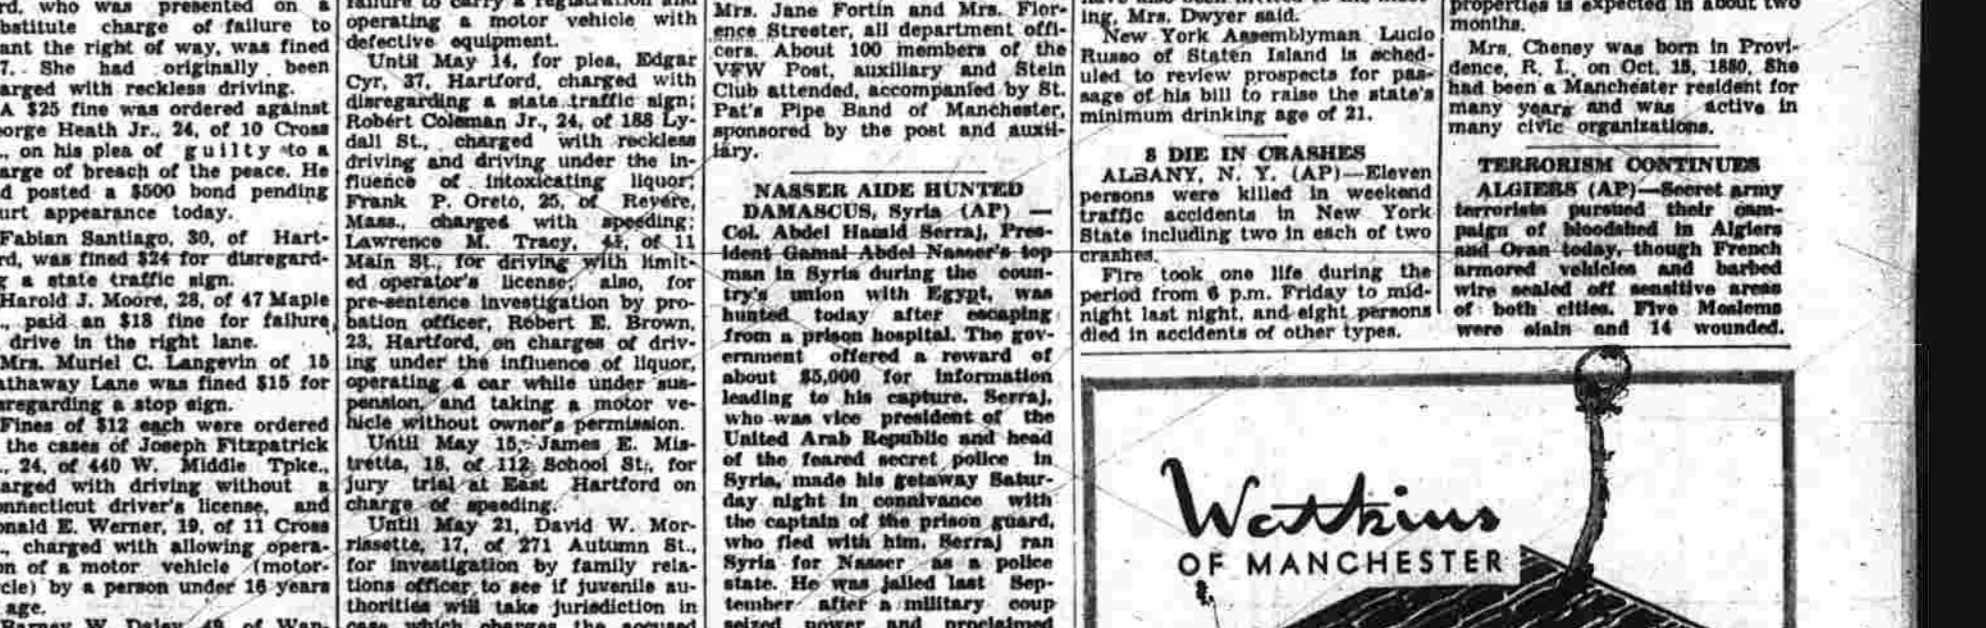 rd, who was presented on a
bstitute charge of failure to
ant the right of way, was fined
7. She had originally been
arged with reckless driving.
A $25 fine was ordered against
orge Heath Jr., 24, of 10 Cross
., on his plea of guilty to a
arge of breach of the peace. He
d posted a $500 bond pending
urt appearance today.
Fabian Santiago, 30, of Hart-
rd, was fined $24 for disregard-
g a state traffic sign.
Harold J. Moore, 28, of 47 Maple
., paid an $18 fine for failure
drive in the right lane.
Mrs. Muriel C. Langevin of 15
athaway Lane was fined $15 for
sregarding a stop sign.
Fines of $12 each were ordered
the cases of Joseph Fitzpatrick
., 24, of 440 W. Middle Tpke.,
arged with driving without a
nnecticut driver's license, and
onald E. Werner, 19, of 11 Cross
., charged with allowing opera-
on of a motor vehicle (motor-
cle) by a person under 16 years
age.
Barney W. Daley, 49, of Wap-
failure to carry a registration and
operating a motor vehicle with
defective equipment.
Until May 14, for plea, Edgar
Cyr, 37, Hartford, charged with
disregarding a state traffic sign;
Robert Coleman Jr., 24, of 188 Ly-
dall St., charged with reckless
driving and driving under the in-
fluence of intoxicating liquor;
Frank P. Oreto, 25, of Revere,
Mass., charged with speeding;
Lawrence M. Tracy, of 11
Main St., for driving with limit-
ed operator's license; also, for
pre-sentence investigation by pro-
bation officer, Robert E. Brown,
23, Hartford, on charges of driv-
ing under the influence of liquor,
operating a car while under sus-
pension, and taking a motor ve-
hicle without owner's permission.
Until May 15, James E. Mis-
tretta, 18, of 112 School St., for
jury trial at East Hartford on
charge of speeding.
Until May 21, David W. Mor-
rissette, 17, of 271 Autumn St.,
for investigation by family rela-
tions officer to see if juvenile au-
thorities will take jurisdiction in
case which charges the accused
Mrs. Jane Fortin and Mrs. Flor-
ence Streeter, all department offi-
cers. About 100 members of the
VFW Post, auxiliary and Stein
Club attended, accompanied by St.
Pat's Pipe Band of Manchester,
sponsored by the post and auxil-
iary.
NASSER AIDE HUNTED
DAMASCUS, Syria (AP) —
Col. Abdel Hamid Serraj, Pres-
ident Gamal Abdel Nasser's top
man in Syria during the coun-
try's union with Egypt, was
hunted today after escaping
from a prison hospital. The gov-
ernment offered a reward of
about $5,000 for information
leading to his capture. Serraj,
who was vice president of the
United Arab Republic and head
of the feared secret police in
Syria, made his getaway Satur-
day night in connivance with
the captain of the prison guard,
who fled with him. Serraj ran
Syria for Nasser as a police
state. He was jailed last Sep-
tember after a military coup
seized power and proclaimed
have also been invited to the meet-
ing, Mrs. Dwyer said.
New York Assemblyman Lucio
Russo of Staten Island is sched-
uled to review prospects for pas-
sage of his bill to raise the state's
minimum drinking age of 21.
8 DIE IN CRASHES
ALBANY, N. Y. (AP)—Eleven
persons were killed in weekend
traffic accidents in New York
State including two in each of two
crashes.
Fire took one life during the
period from 6 p.m. Friday to mid-
night last night, and eight persons
died in accidents of other types.
properties is expected in about two
months.
Mrs. Cheney was born in Provi-
dence, R. I., on Oct. 15, 1880. She
had been a Manchester resident for
many years and was active in
many civic organizations.
TERRORISM CONTINUES
ALGIERS (AP)—Secret army
terrorists pursued their cam-
paign of bloodshed in Algiers
and Oran today, though French
armored vehicles and barbed
wire sealed off sensitive areas
of both cities. Five Moslems
were slain and 14 wounded.
Watkins
OF MANCHESTER